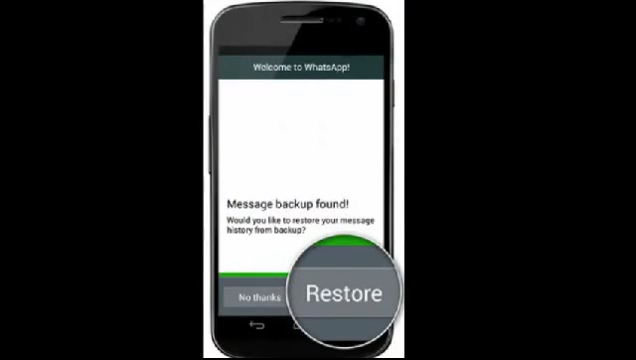 Welcome to WhatsApp!
Message backup found!
Would you like to restore your message
history from backup?
No thanks
Restore